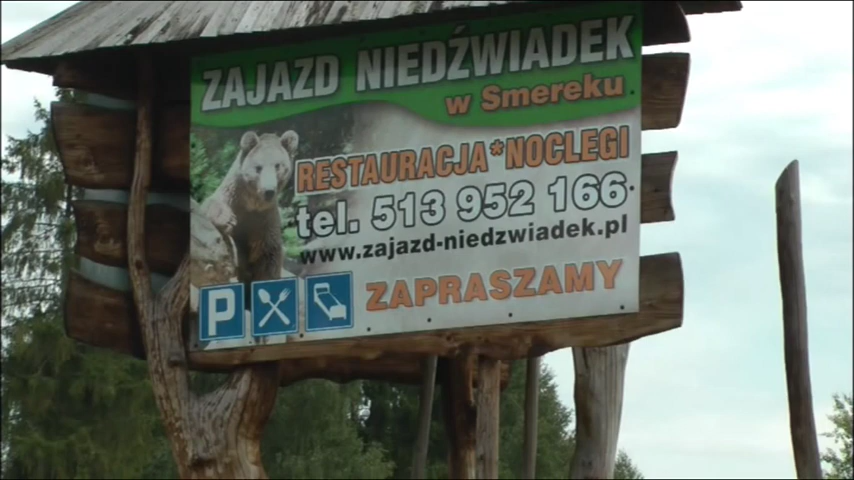 ZAJAZD NIEDŹWIADEK
w Smereku
RESTAURACJA*NOCLEGI
tel. 513 952 166
www.zajazd-niedzwiadek.pl
P
ZAPRASZAMY